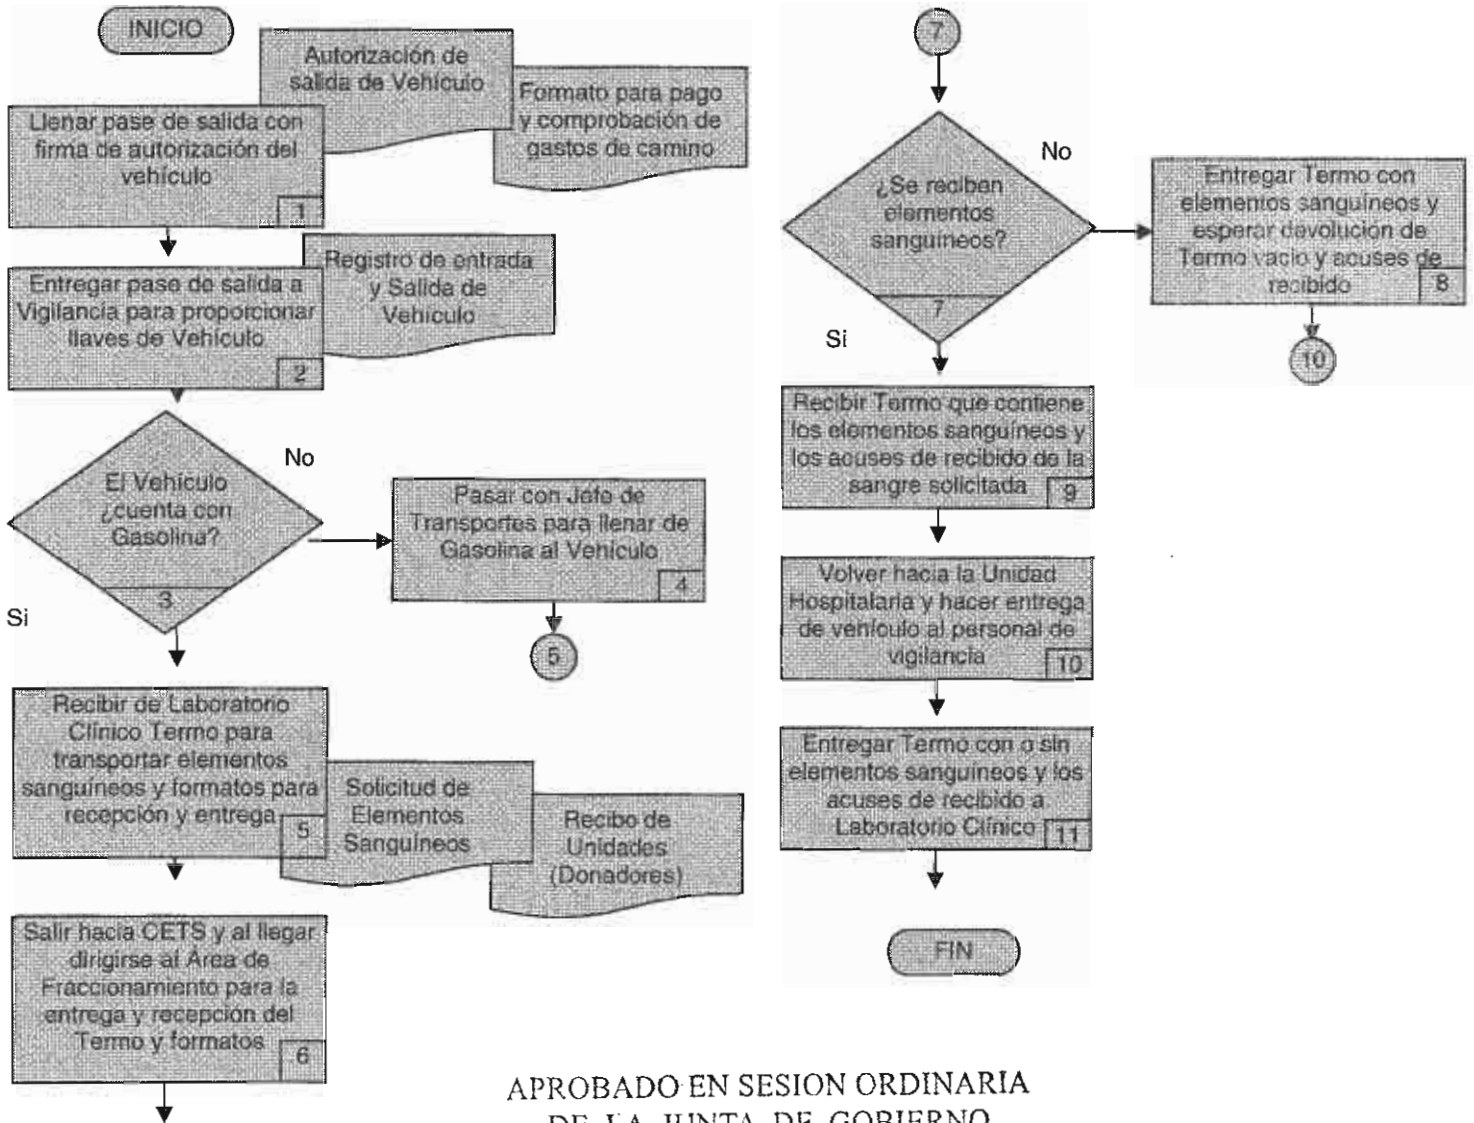 INICIO
Autorización de
salida de Vehículo
Formato para pago
y comprobación de
gastos de camino
Llenar pase de salida con
firma de autorización del
vehículo
1
Registro de entrada
y Salida de
Vehículo
Entregar pase de salida a
Vigilancia para proporcionar
llaves de Vehículo
2
El Vehículo
¿cuenta con
Gasolina?
3
No
Si
Pasar con Jefe de
Transportes para llenar de
Gasolina al Vehículo
4
5
Recibir de Laboratorio
Clínico Termo para
transportar elementos
sanguíneos y formatos para
recepción y entrega
5
Solicitud de
Elementos
Sanguíneos
Recibo de
Unidades
(Donadores)
Salir hacia CETS y al llegar
dirigirse al Área de
Fraccionamiento para la
entrega y recepción del
Termo y formatos
6
7
¿Se reciben
elementos
sanguíneos?
7
No
Si
Entregar Termo con
elementos sanguíneos y
esperar devolución de
Termo vacio y acuses de
recibido
8
10
Recibir Termo que contiene
los elementos sanguíneos y
los acuses de recibido de la
sangre solicitada
9
Volver hacia la Unidad
Hospitalaria y hacer entrega
de vehículo al personal de
vigilancia
10
Entregar Termo con o sin
elementos sanguíneos y los
acuses de recibido a
Laboratorio Clínico
11
FIN
APROBADO EN SESION ORDINARIA
DE LA JUNTA DE GOBIERNO